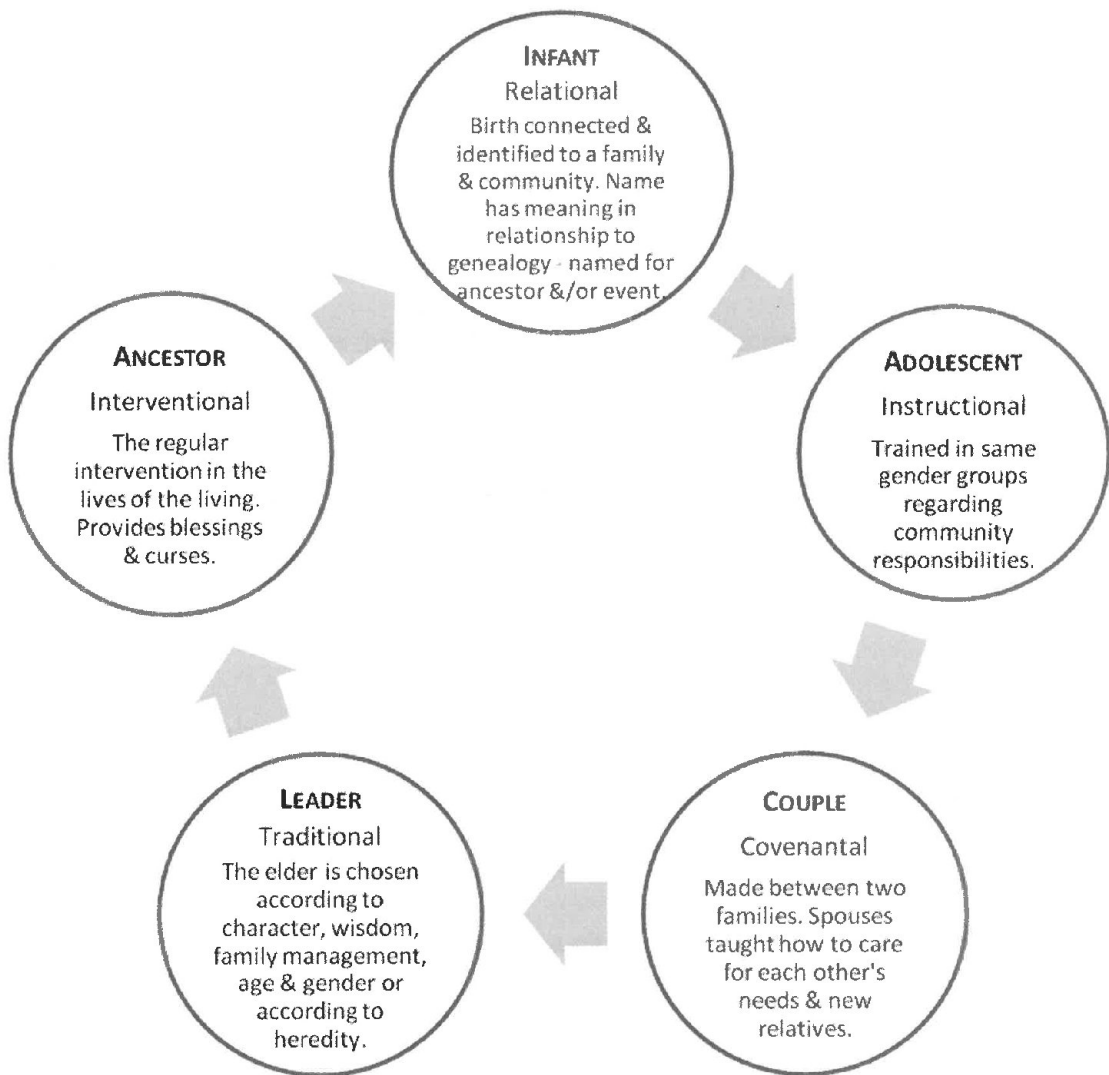 INFANT
Relational
Birth connected &
identified to a family
& community. Name
has meaning in
relationship to
genealogy - named for
ancestor &/or event.
ADOLESCENT
Instructional
Trained in same
gender groups
regarding
community
responsibilities.
COUPLE
Covenantal
Made between two
families. Spouses
taught how to care
for each other's
needs & new
relatives.
LEADER
Traditional
The elder is chosen
according to
character, wisdom,
family management,
age & gender or
according to
heredity.
ANCESTOR
Interventional
The regular
intervention in the
lives of the living.
Provides blessings
& curses.